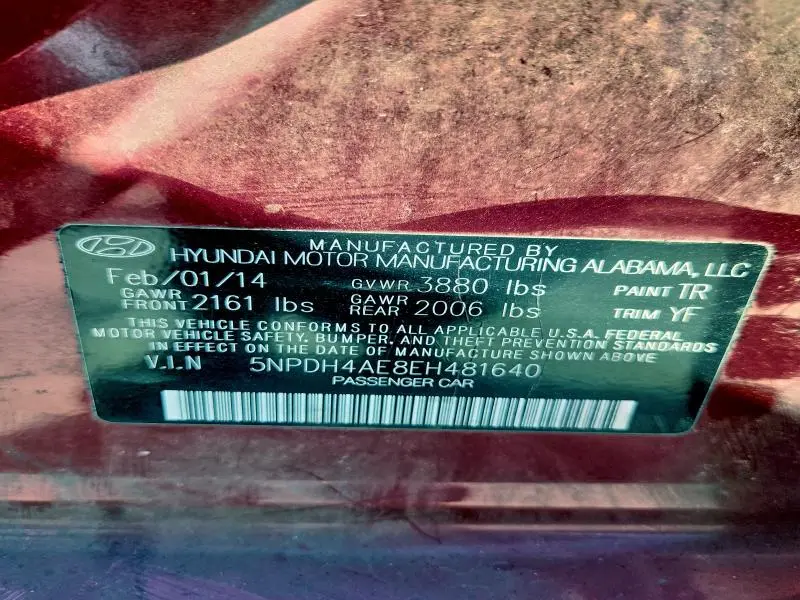 MANUFACTURED BY
HYUNDAI MOTOR MANUFACTURING ALABAMA, LLC
Feb/01/14 GVWR 3880 lbs PAINT TR
GAWR FRONT 2161 lbs GAWR REAR 2006 lbs TRIM YF
THIS VEHICLE CONFORMS TO ALL APPLICABLE U.S.A. FEDERAL
MOTOR VEHICLE SAFETY, BUMPER, AND THEFT PREVENTION STANDARDS
IN EFFECT ON THE DATE OF MANUFACTURE SHOWN ABOVE
V.I.N 5NPDH4AE8EH481640
PASSENGER CAR